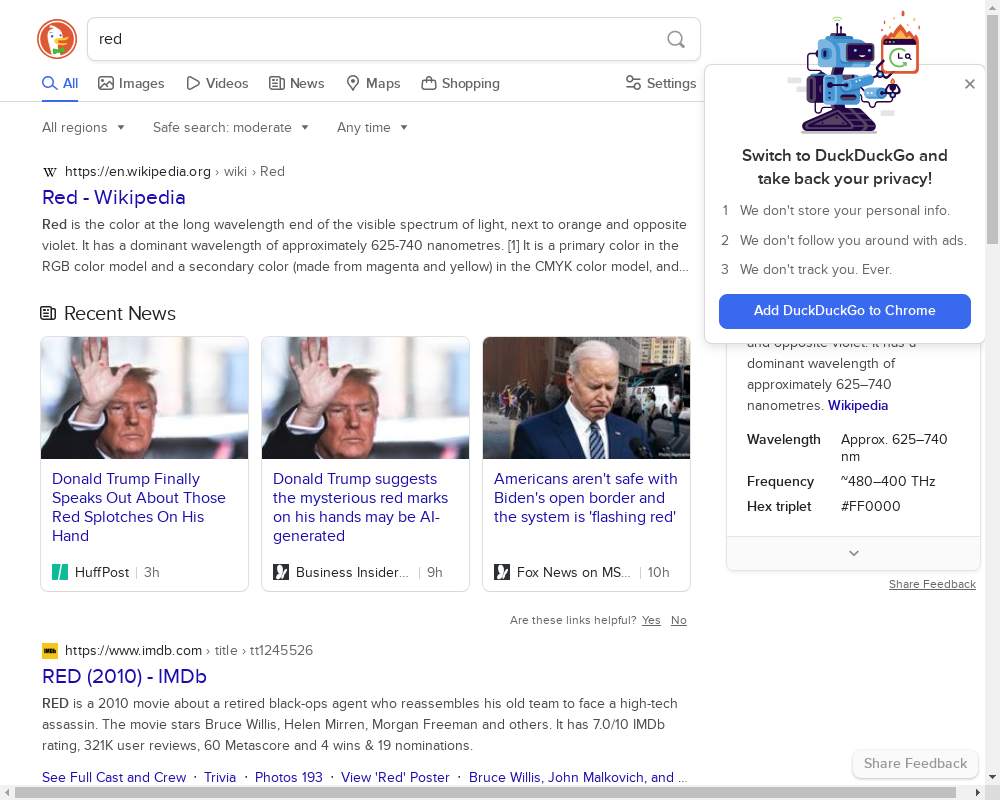 red
All
Images
Videos
News
Maps
Shopping
Settings
All regions
Safe search: moderate
Any time
W https://en.wikipedia.org › wiki › Red
Red - Wikipedia
Red is the color at the long wavelength end of the visible spectrum of light, next to orange and opposite
violet. It has a dominant wavelength of approximately 625-740 nanometres. [1] It is a primary color in the
RGB color model and a secondary color (made from magenta and yellow) in the CMYK color model, and...
Recent News
Donald Trump Finally
Speaks Out About Those
Red Splotches On His
Hand
HuffPost | 3h
Donald Trump suggests
the mysterious red marks
on his hands may be AI-
generated
Business Insider... | 9h
Americans aren't safe with
Biden's open border and
the system is 'flashing red'
Fox News on MS... | 10h
Are these links helpful? Yes No
IMDb https://www.imdb.com › title › tt1245526
RED (2010) - IMDb
RED is a 2010 movie about a retired black-ops agent who reassembles his old team to face a high-tech
assassin. The movie stars Bruce Willis, Helen Mirren, Morgan Freeman and others. It has 7.0/10 IMDb
rating, 321K user reviews, 60 Metascore and 4 wins & 19 nominations.
See Full Cast and Crew · Trivia · Photos 193 · View 'Red' Poster · Bruce Willis, John Malkovich, and ...
Switch to DuckDuckGo and
take back your privacy!
1 We don't store your personal info.
2 We don't follow you around with ads.
3 We don't track you. Ever.
Add DuckDuckGo to Chrome
and opposite violet. It has a
dominant wavelength of
approximately 625–740
nanometres. Wikipedia
Wavelength Approx. 625–740
nm
Frequency ~480–400 THz
Hex triplet #FF0000
Share Feedback
Share Feedback